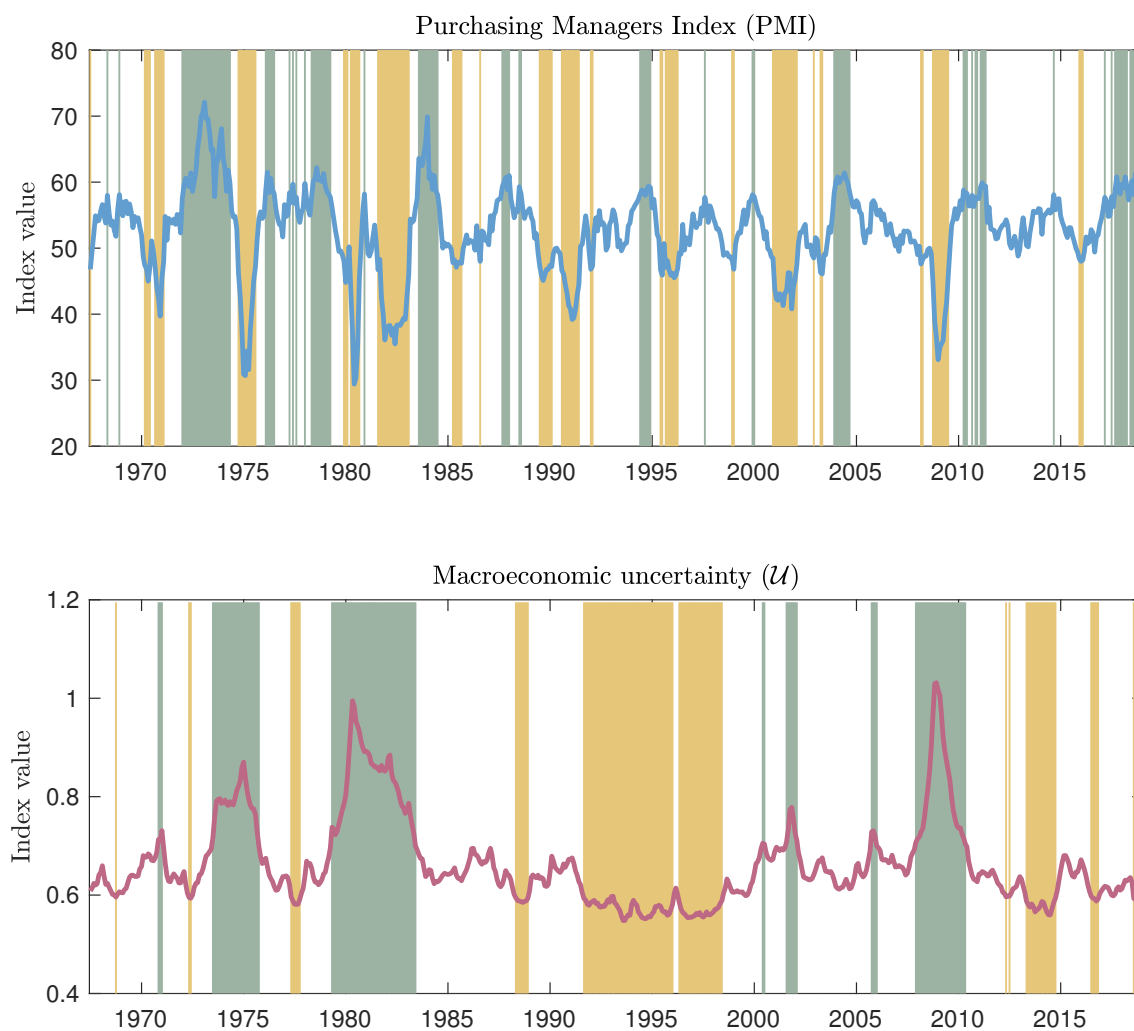 Purchasing Managers Index (PMI)
80
70
60
50
40
30
20
Index value
1970 1975 1980 1985 1990 1995 2000 2005 2010 2015
Macroeconomic uncertainty (𝒰)
1.2
1
0.8
0.6
0.4
Index value
1970 1975 1980 1985 1990 1995 2000 2005 2010 2015